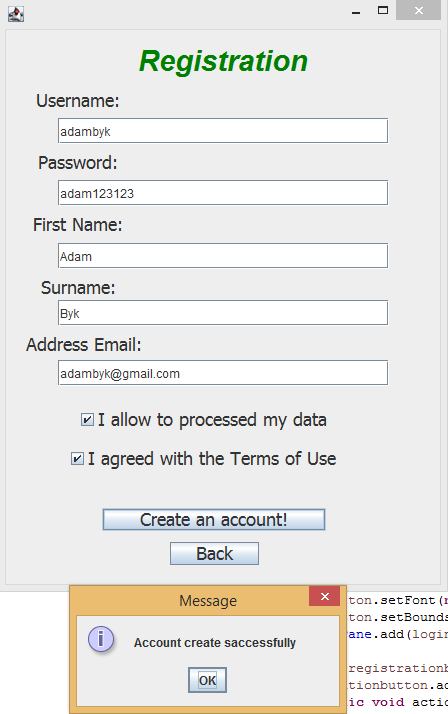 Registration
Username:
adambyk
Password:
adam123123
First Name:
Adam
Surname:
Byk
Address Email:
adambyk@gmail.com
I allow to processed my data
I agreed with the Terms of Use
Create an account!
Back
Message
Account create saccessfully
OK
ton.setFont(
ton.setBounds
ane.add(login
registrationb
tionbutton.ad
ic void actio